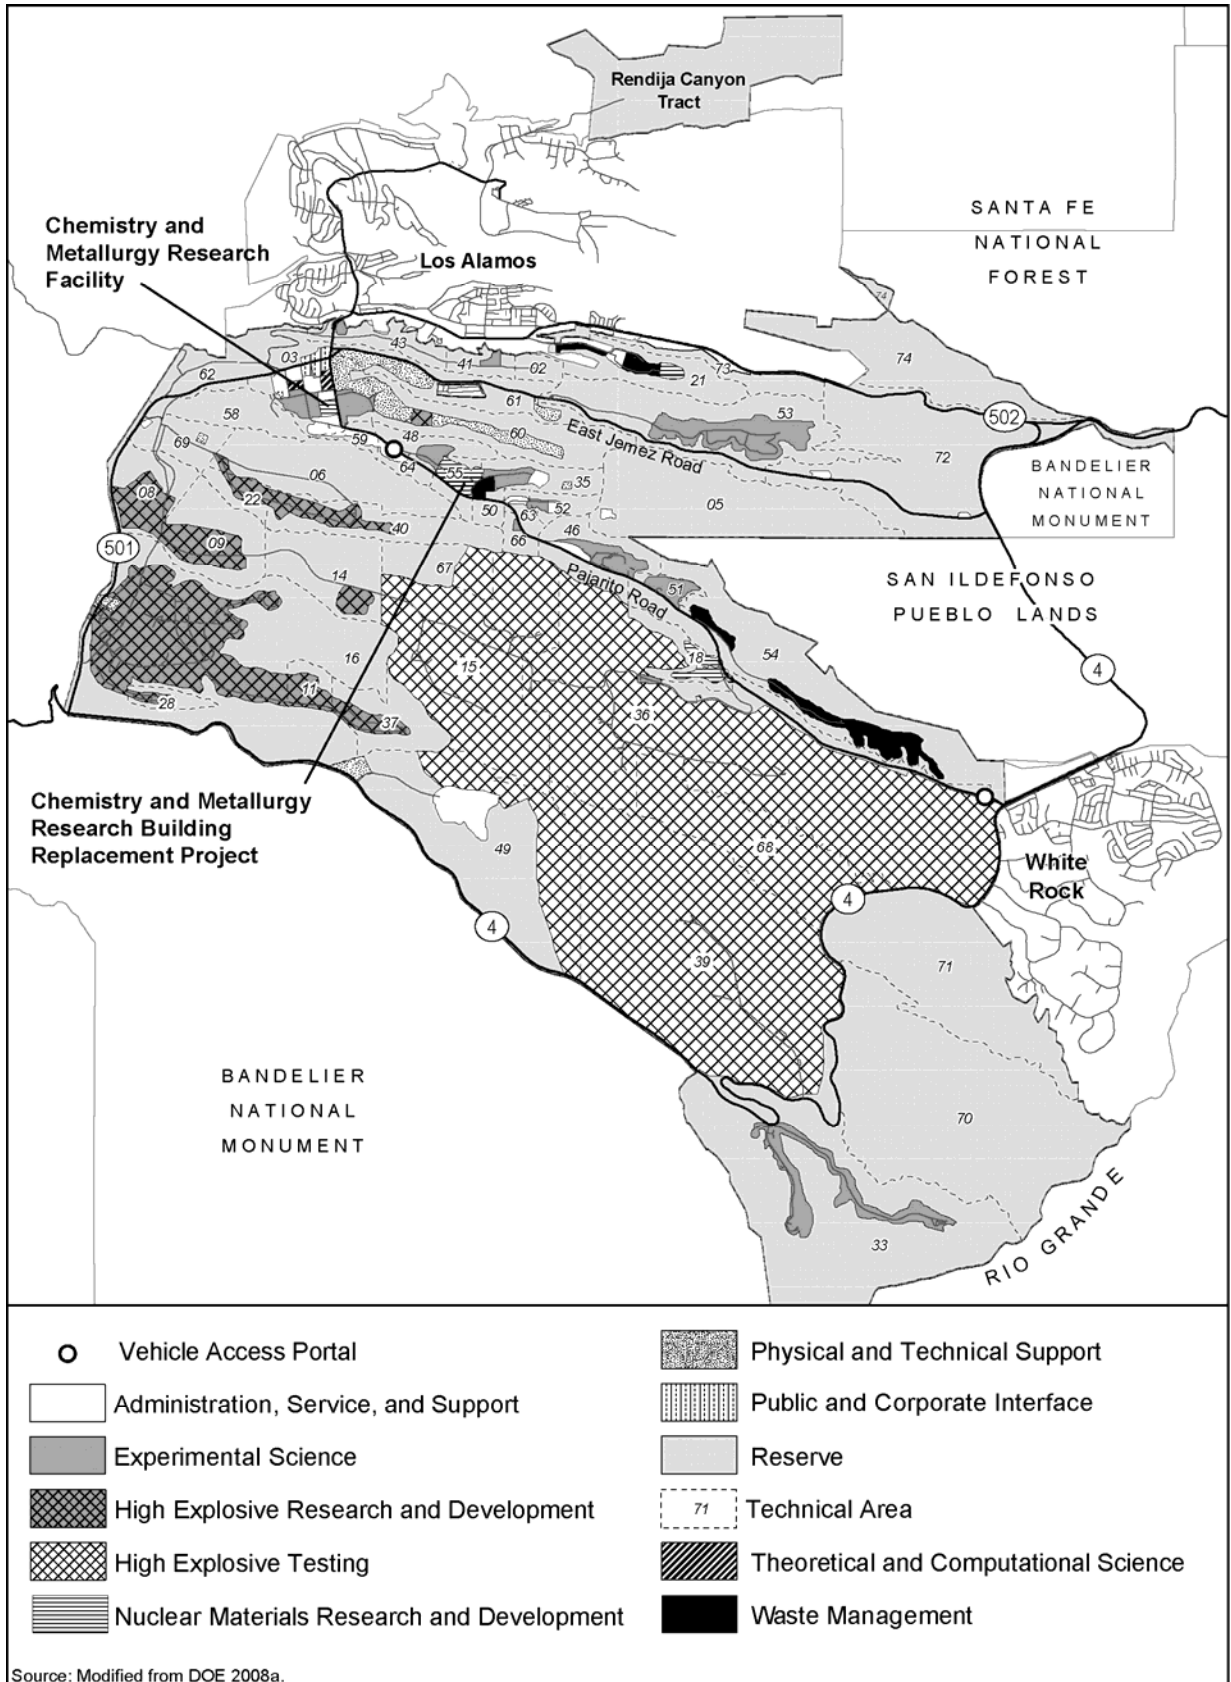 Rendija Canyon
Tract
SANTA FE
NATIONAL
FOREST
Chemistry and
Metallurgy Research
Facility
Los Alamos
74
43
03
41
02
73
21
74
62
61
53
502
58
59
48
60
East Jemez Road
69
64
55
35
72
BANDELIER
NATIONAL
MONUMENT
06
08
22
50
63
52
05
40
46
66
501
09
14
67
Pajarito Road
51
SAN ILDEFONSO
PUEBLO LANDS
16
15
18
54
4
28
11
37
36
Chemistry and Metallurgy
Research Building
Replacement Project
49
68
White
Rock
4
4
39
71
BANDELIER
NATIONAL
MONUMENT
70
33
RIO GRANDE
Vehicle Access Portal
Administration, Service, and Support
Experimental Science
High Explosive Research and Development
High Explosive Testing
Nuclear Materials Research and Development
Physical and Technical Support
Public and Corporate Interface
Reserve
71 Technical Area
Theoretical and Computational Science
Waste Management
Source: Modified from DOE 2008a.